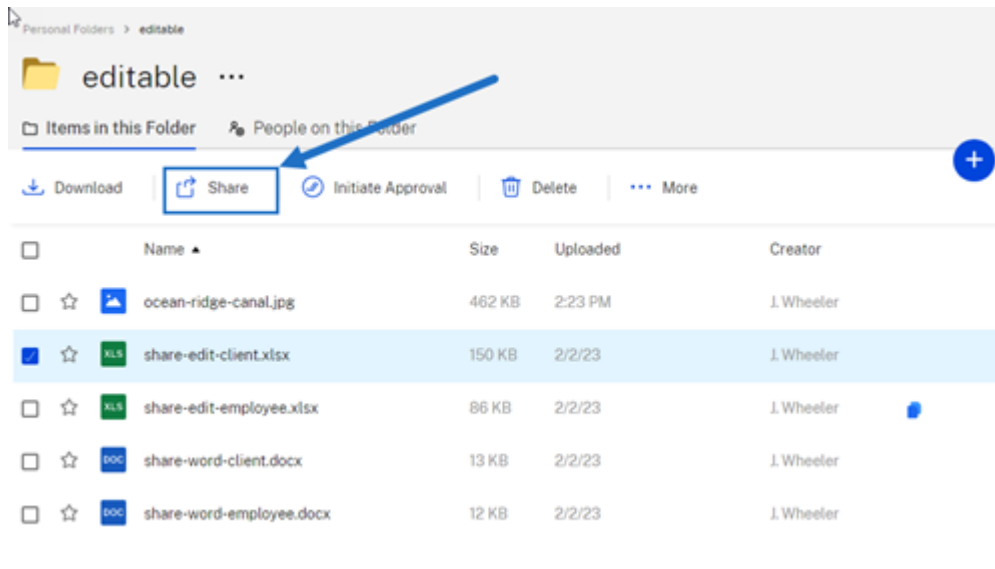 Personal Folders > editable
editable ...
Items in this Folder People on this Folder
Download Share Initiate Approval Delete ... More
+
Name Size Uploaded Creator
ocean-ridge-canal.jpg 462 KB 2:23 PM J. Wheeler
XLS share-edit-client.xlsx 150 KB 2/2/23 J. Wheeler
XLS share-edit-employee.xlsx 86 KB 2/2/23 J. Wheeler
DOC share-word-client.docx 13 KB 2/2/23 J. Wheeler
DOC share-word-employee.docx 12 KB 2/2/23 J. Wheeler